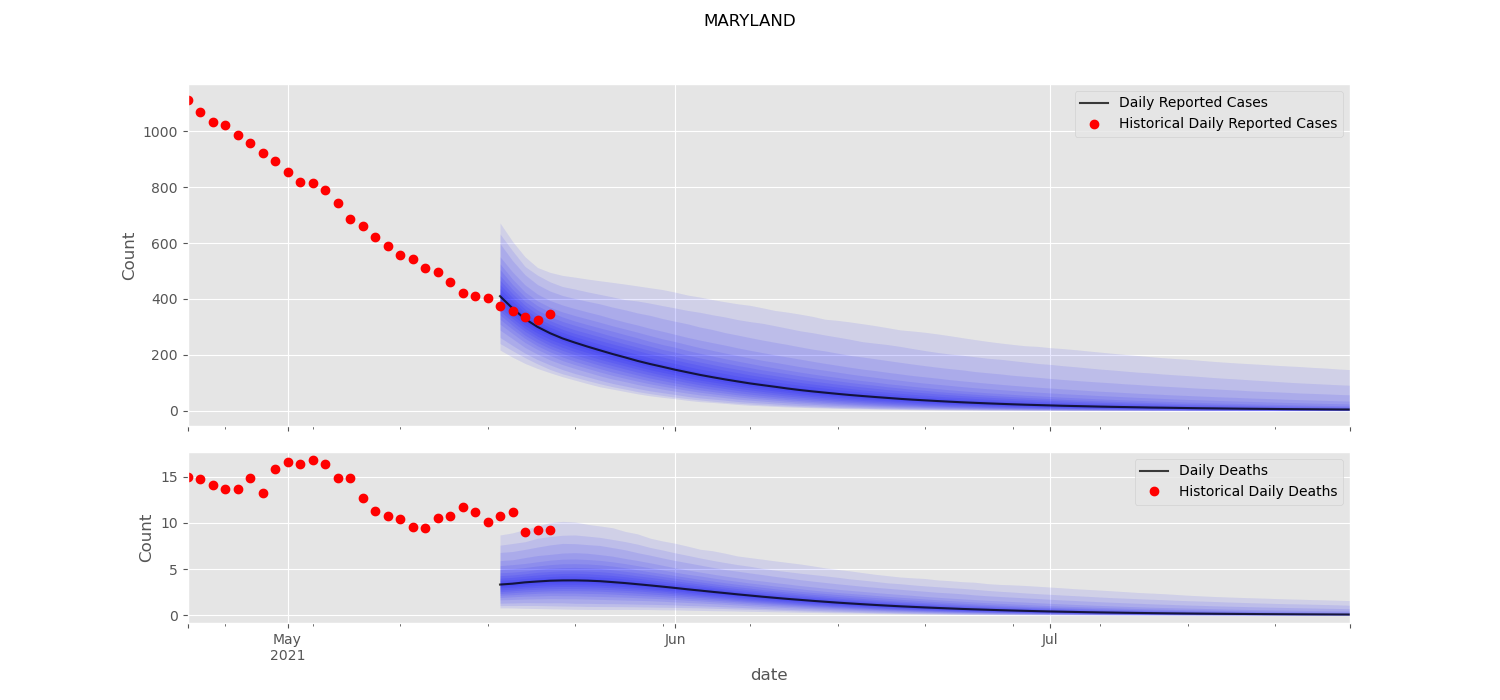 MARYLAND
Daily Reported Cases
Historical Daily Reported Cases
1000
800
600
400
200
0
Count
Daily Deaths
Historical Daily Deaths
15
10
5
0
Count
May
2021
Jun
Jul
date